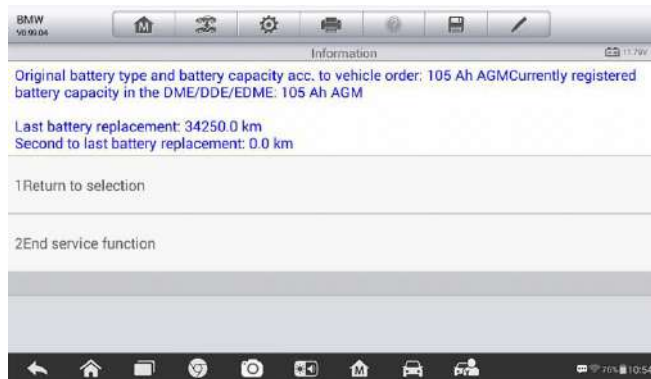 BMW
V0.99.04
Information
11.79V
Original battery type and battery capacity acc. to vehicle order: 105 Ah AGMCurrently registered
battery capacity in the DME/DDE/EDME: 105 Ah AGM
Last battery replacement: 34250.0 km
Second to last battery replacement: 0.0 km
1Return to selection
2End service function
76% 10:54